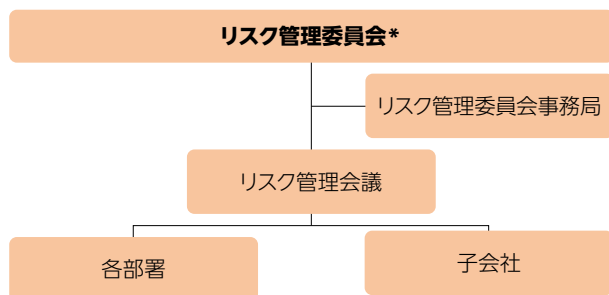 リスク管理委員会*
リスク管理委員会事務局
リスク管理会議
各部署
子会社